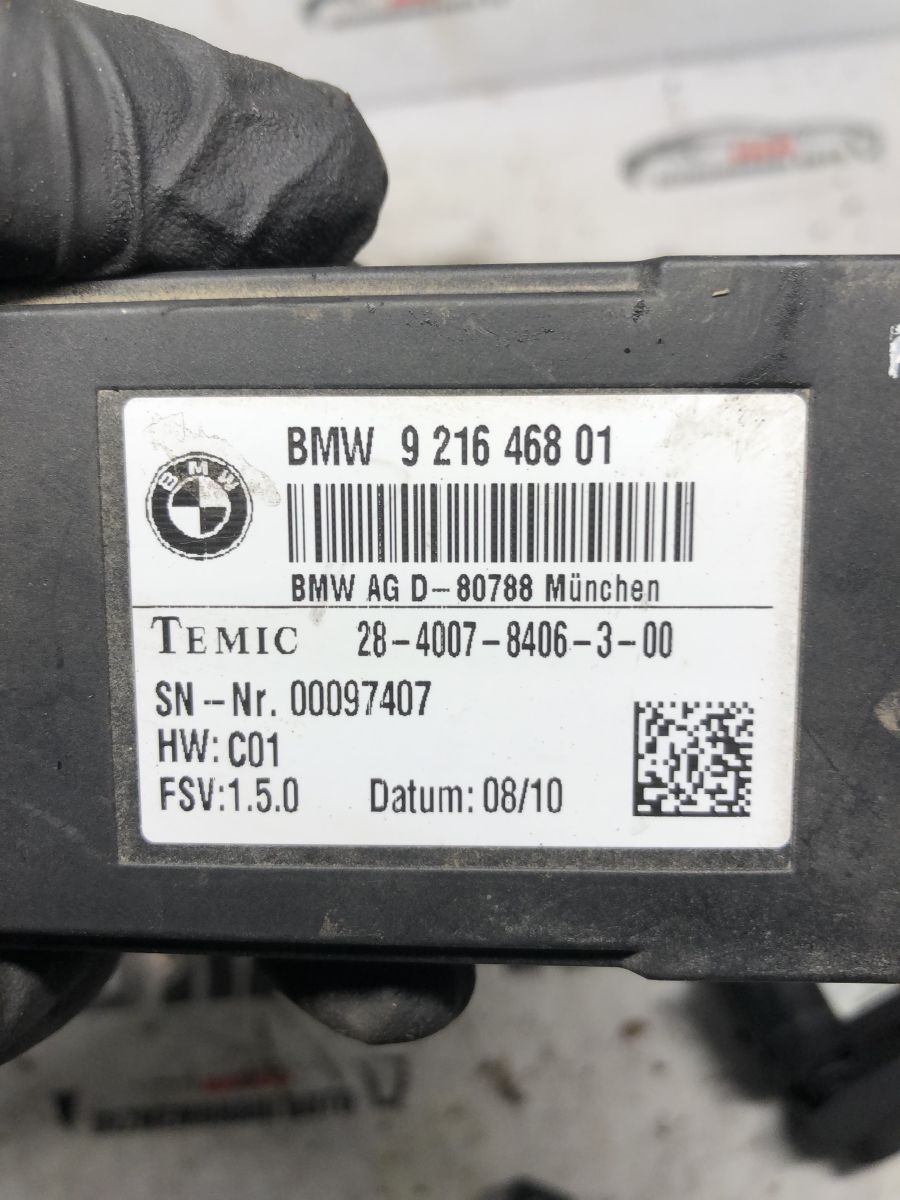 BMW 9 216 468 01
BMW
BMW AG D-80788 München
TEMIC 28-4007-8406-3-00
SN-Nr. 00097407
HW: C01
FSV:1.5.0 Datum: 08/10